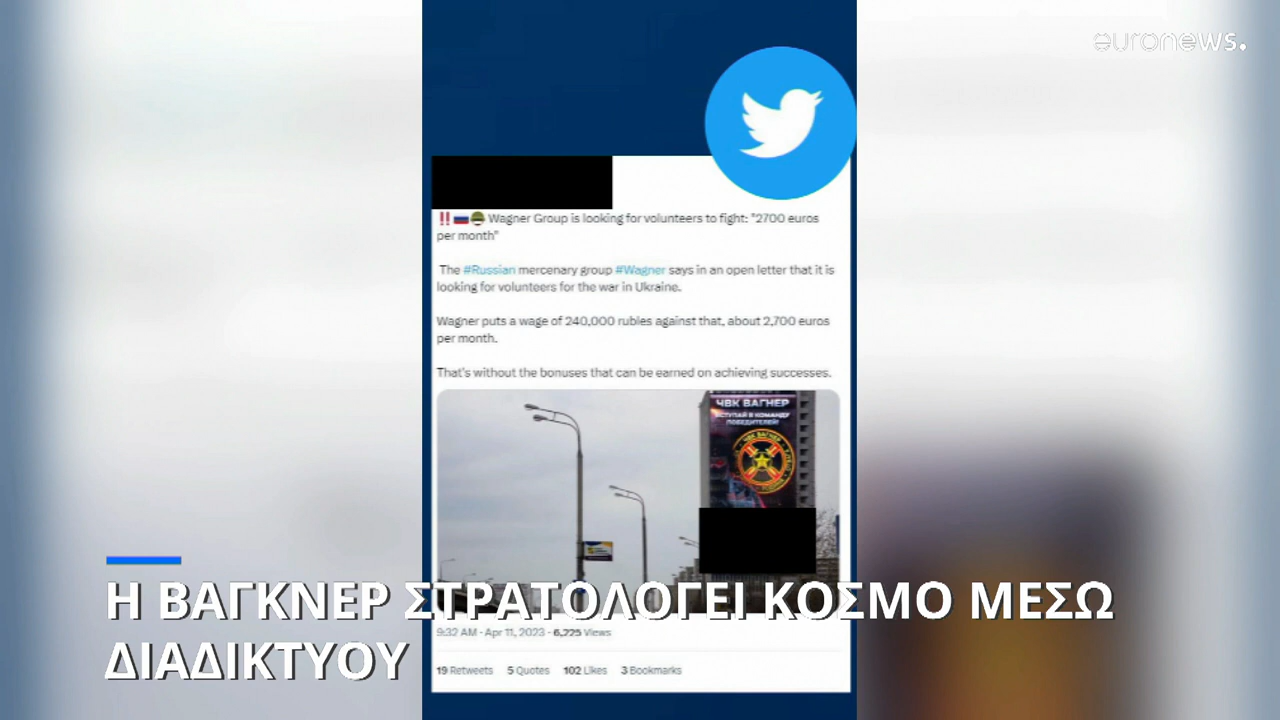 euronews.
Wagner Group is looking for volunteers to fight: "2700 euros
per month"
The #Russian mercenary group #Wagner says in an open letter that it is
looking for volunteers for the war in Ukraine.
Wagner puts a wage of 240,000 rubles against that, about 2,700 euros
per month.
That's without the bonuses that can be earned on achieving successes.
ЧВК ВАГНЕР
ВСТУПАЙ В КОМАНДУ
ПОБЕДИТЕЛЕЙ!
ЧВК ВАГНЕР
Η ΒΑΓΚΝΕΡ ΣΤΡΑΤΟΛΟΓΕΙ ΚΟΣΜΟ ΜΕΣΩ
ΔΙΑΔΙΚΤΥΟΥ
9:32 AM · Apr 11, 2023 · 6,225 Views
19 Retweets 5 Quotes 102 Likes 3 Bookmarks